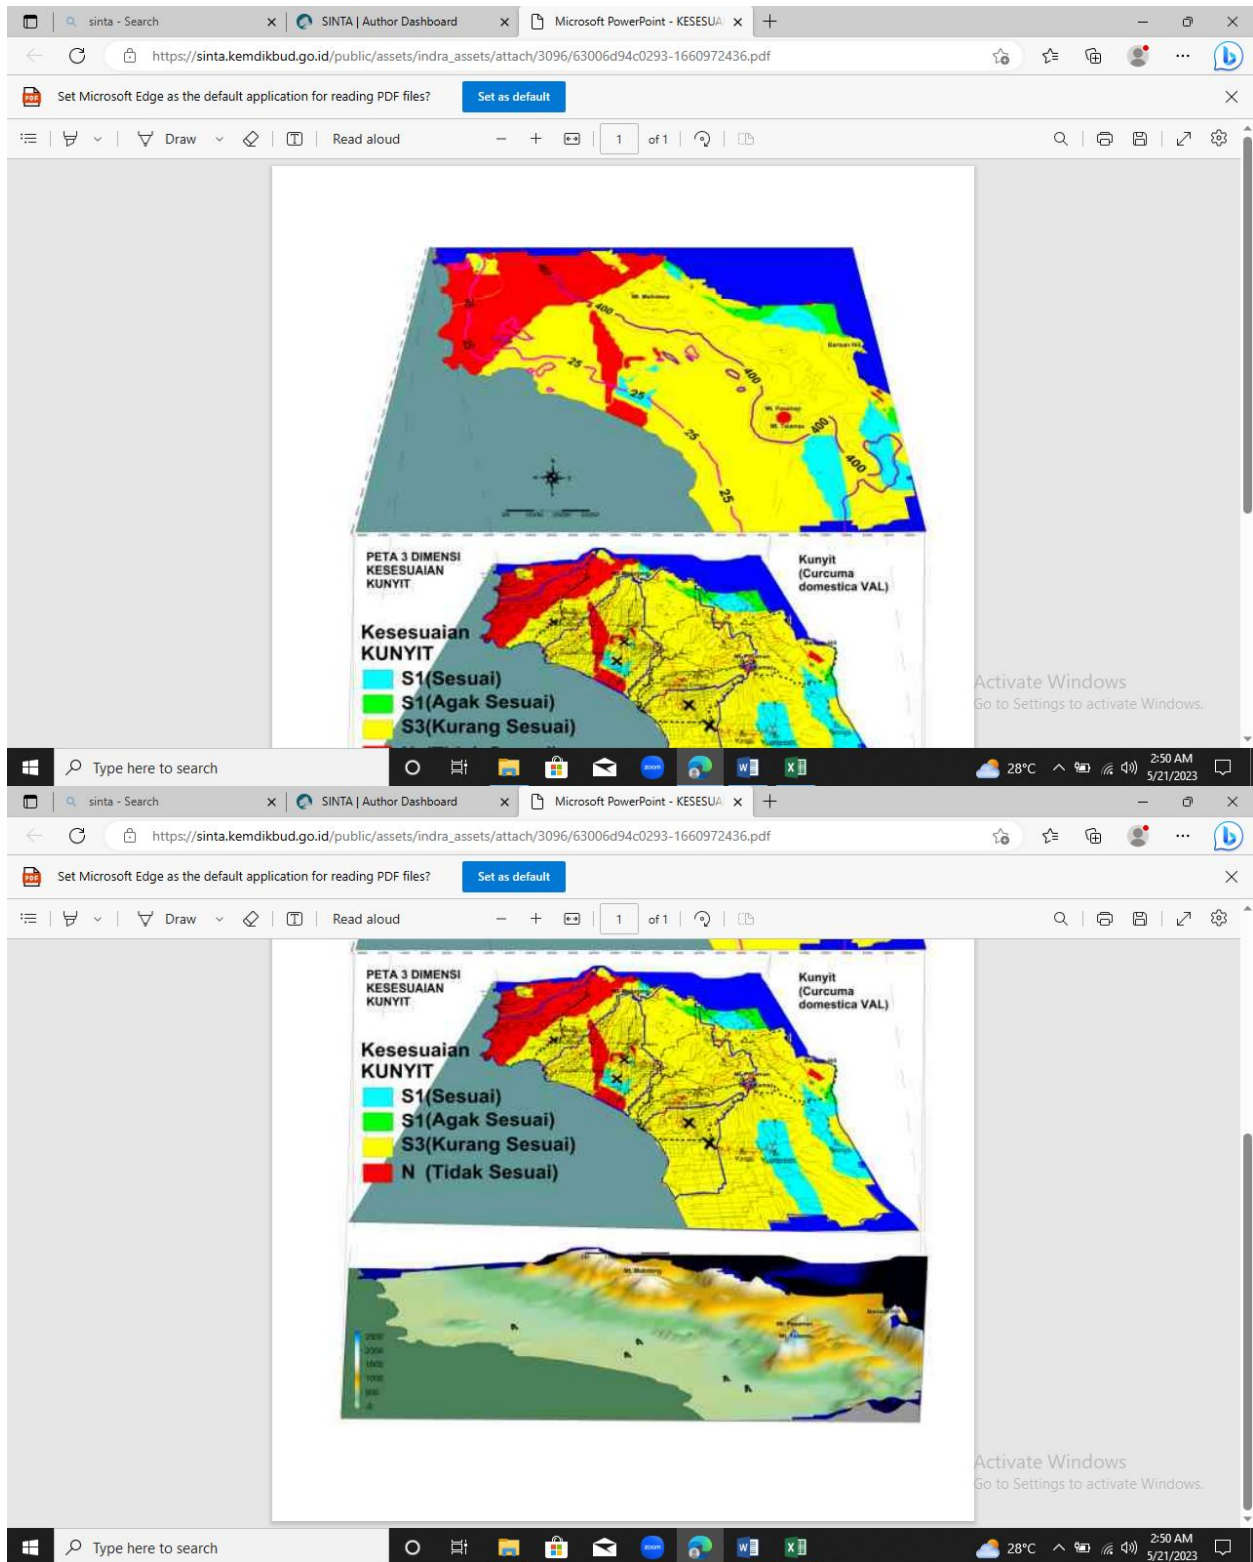 sinta - Search
SINTA | Author Dashboard
Microsoft PowerPoint - KESESUA
https://sinta.kemdikbud.go.id/public/assets/indra_assets/attach/3096/63006d94c0293-1660972436.pdf
Set Microsoft Edge as the default application for reading PDF files?
Set as default
Draw
Read aloud
1
of 1
400
25
25
25
25
400
400
400
PETA 3 DIMENSI
KESESUAIAN
KUNYIT
Kunyit
(Curcuma
domestica VAL)
Kesesuaian
KUNYIT
S1(Sesuai)
S1(Agak Sesuai)
S3(Kurang Sesuai)
Activate Windows
Go to Settings to activate Windows.
Type here to search
zoom
28°C
2:50 AM
5/21/2023
sinta - Search
SINTA | Author Dashboard
Microsoft PowerPoint - KESESUA
https://sinta.kemdikbud.go.id/public/assets/indra_assets/attach/3096/63006d94c0293-1660972436.pdf
Set Microsoft Edge as the default application for reading PDF files?
Set as default
Draw
Read aloud
1
of 1
PETA 3 DIMENSI
KESESUAIAN
KUNYIT
Kunyit
(Curcuma
domestica VAL)
Kesesuaian
KUNYIT
S1(Sesuai)
S1(Agak Sesuai)
S3(Kurang Sesuai)
N (Tidak Sesuai)
2500
2000
1500
1000
500
Activate Windows
Go to Settings to activate Windows.
Type here to search
zoom
28°C
2:50 AM
5/21/2023